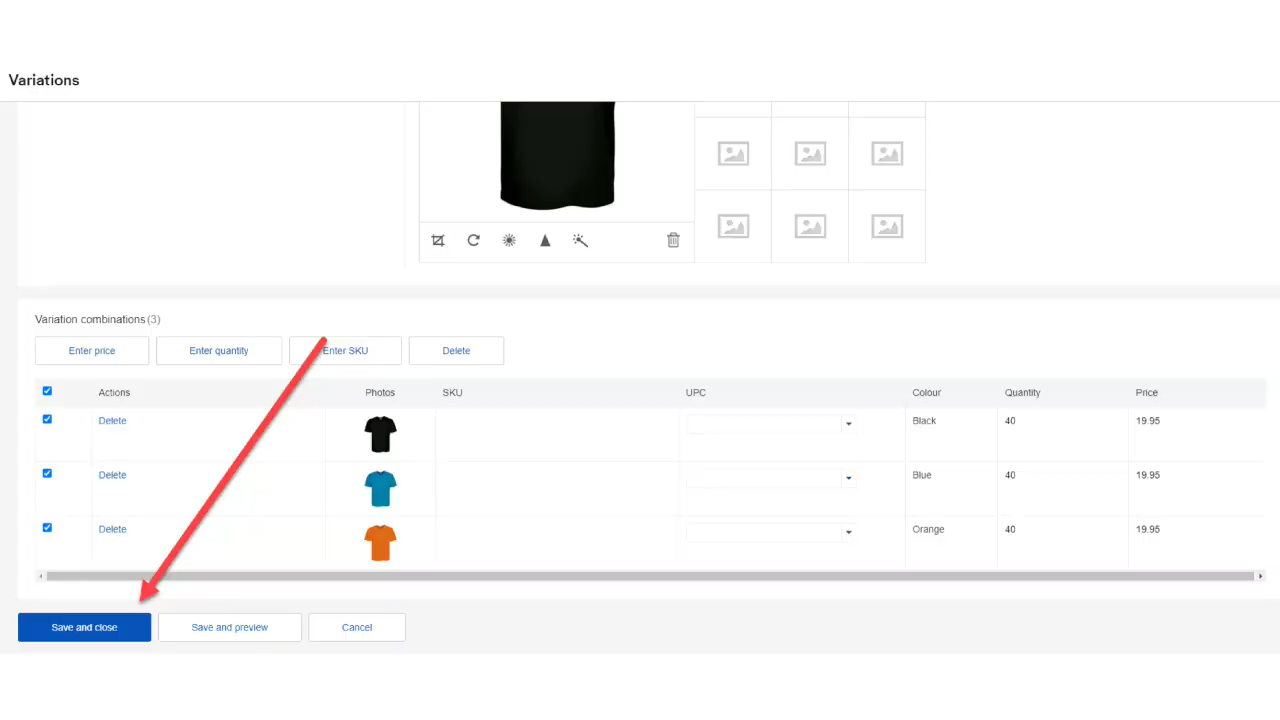 Variations
Variation combinations (3)
Enter price Enter quantity Enter SKU Delete
Actions Photos SKU UPC Colour Quantity Price
Delete Black 40 19.95
Delete Blue 40 19.95
Delete Orange 40 19.95
Save and close Save and preview Cancel